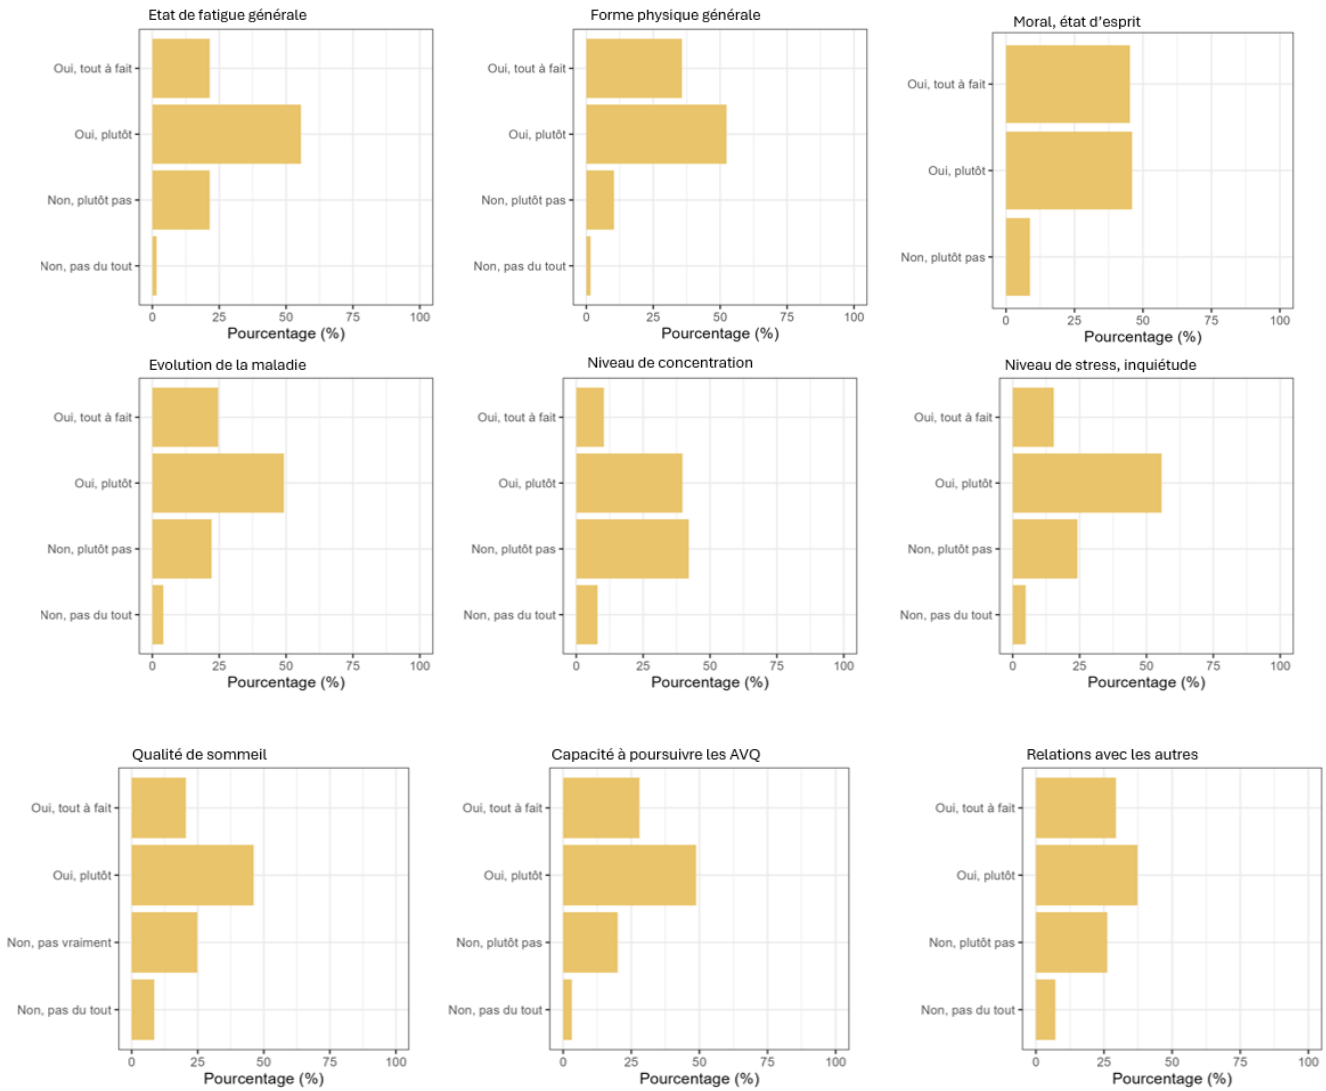 Etat de fatigue générale
Oui, tout à fait
Oui, plutôt
Non, plutôt pas
Non, pas du tout
0 25 50 75 100
Pourcentage (%)
Forme physique générale
Oui, tout à fait
Oui, plutôt
Non, plutôt pas
Non, pas du tout
0 25 50 75 100
Pourcentage (%)
Moral, état d'esprit
Oui, tout à fait
Oui, plutôt
Non, plutôt pas
0 25 50 75 100
Pourcentage (%)
Evolution de la maladie
Oui, tout à fait
Oui, plutôt
Non, plutôt pas
Non, pas du tout
0 25 50 75 100
Pourcentage (%)
Niveau de concentration
Oui, tout à fait
Oui, plutôt
Non, plutôt pas
Non, pas du tout
0 25 50 75 100
Pourcentage (%)
Niveau de stress, inquiétude
Oui, tout à fait
Oui, plutôt
Non, plutôt pas
Non, pas du tout
0 25 50 75 100
Pourcentage (%)
Qualité de sommeil
Oui, tout à fait
Oui, plutôt
Non, pas vraiment
Non, pas du tout
0 25 50 75 100
Pourcentage (%)
Capacité à poursuivre les AVQ
Oui, tout à fait
Oui, plutôt
Non, plutôt pas
Non, pas du tout
0 25 50 75 100
Pourcentage (%)
Relations avec les autres
Oui, tout à fait
Oui, plutôt
Non, plutôt pas
Non, pas du tout
0 25 50 75 100
Pourcentage (%)